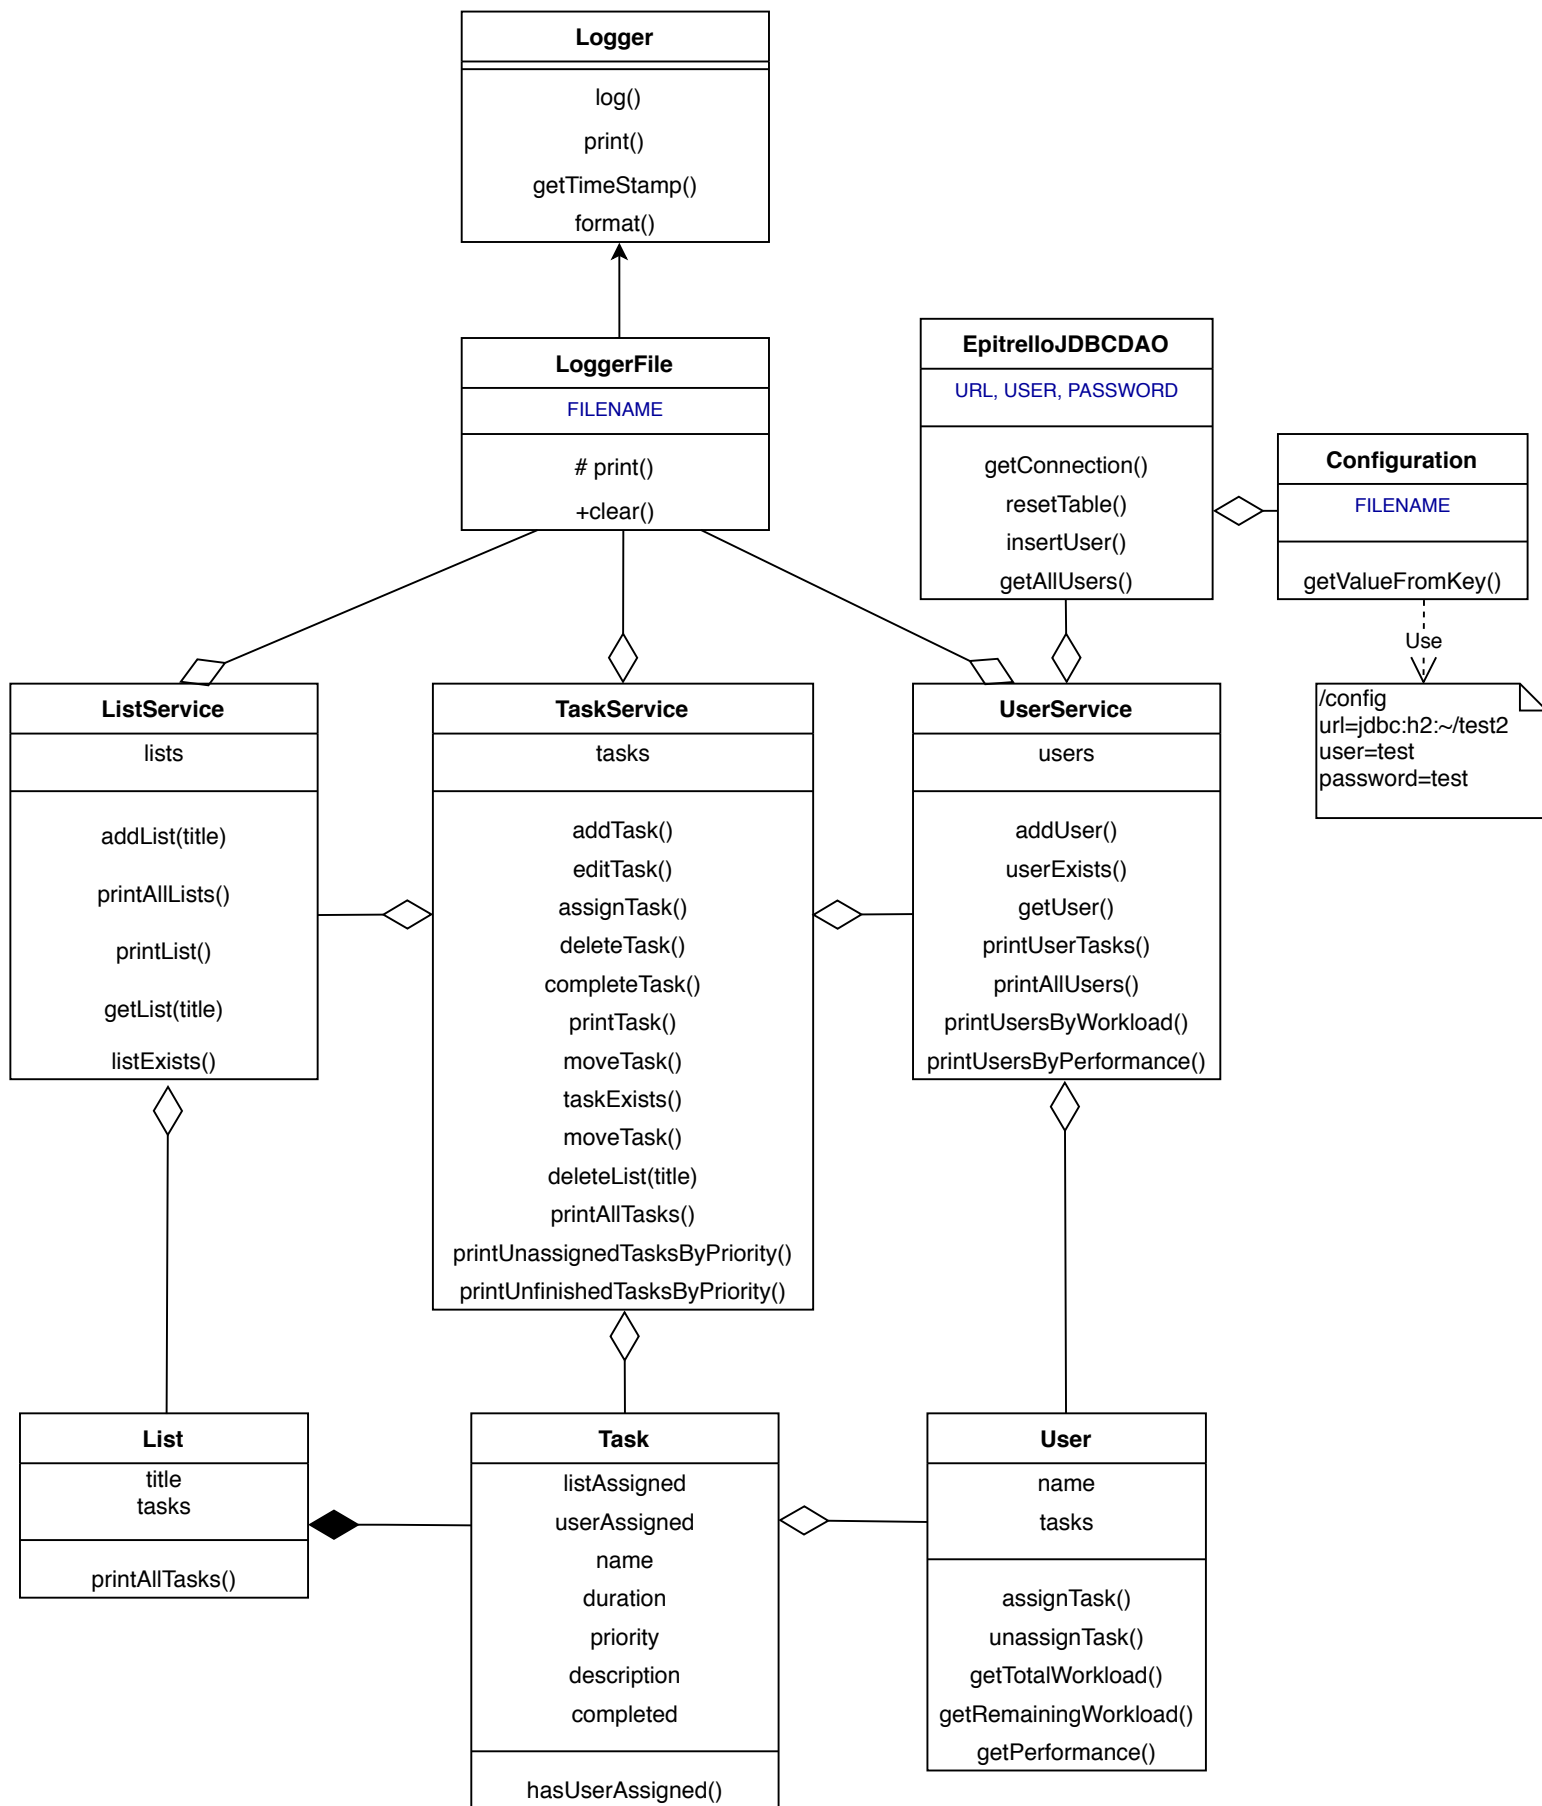 Logger
log()
print()
getTimeStamp()
format()
LoggerFile
FILENAME
# print()
+clear()
EpitrelloJDBCDAO
URL, USER, PASSWORD
getConnection()
resetTable()
insertUser()
getAllUsers()
Configuration
FILENAME
getValueFromKey()
Use
/config
url=jdbc:h2:~/test2
user=test
password=test
ListService
lists
addList(title)
printAllLists()
printList()
getList(title)
listExists()
TaskService
tasks
addTask()
editTask()
assignTask()
deleteTask()
completeTask()
printTask()
moveTask()
taskExists()
moveTask()
deleteList(title)
printAllTasks()
printUnassignedTasksByPriority()
printUnfinishedTasksByPriority()
UserService
users
addUser()
userExists()
getUser()
printUserTasks()
printAllUsers()
printUsersByWorkload()
printUsersByPerformance()
List
title
tasks
printAllTasks()
Task
listAssigned
userAssigned
name
duration
priority
description
completed
hasUserAssigned()
User
name
tasks
assignTask()
unassignTask()
getTotalWorkload()
getRemainingWorkload()
getPerformance()